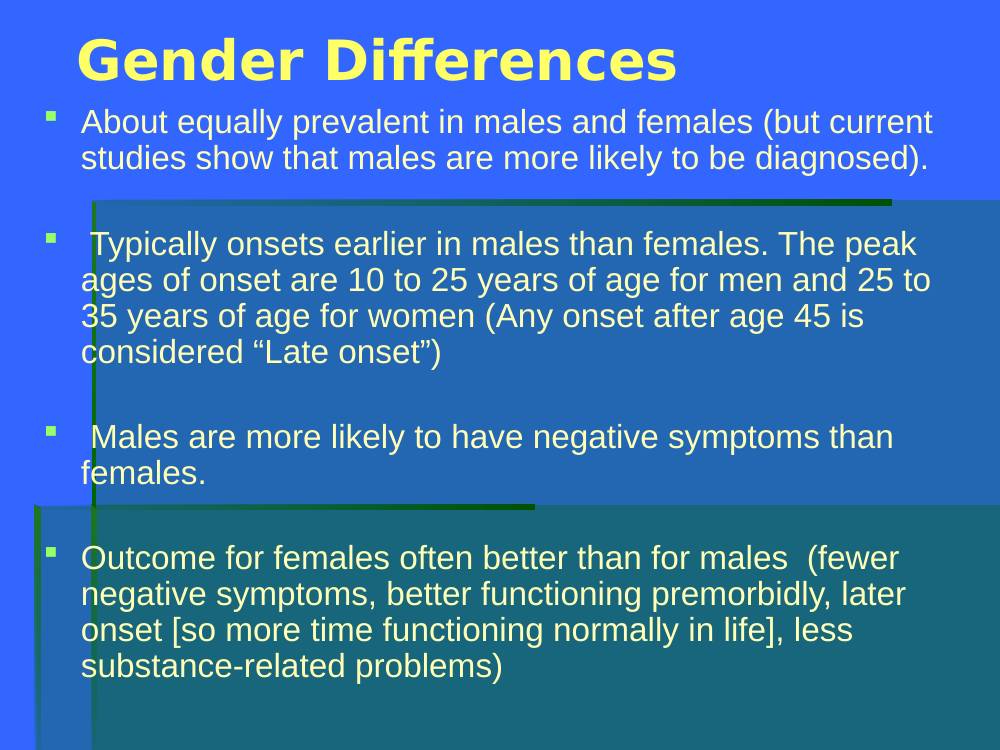 Gender Differences
About equally prevalent in males and females (but current
studies show that males are more likely to be diagnosed).
Typically onsets earlier in males than females. The peak
ages of onset are 10 to 25 years of age for men and 25 to
35 years of age for women (Any onset after age 45 is
considered “Late onset”)
Males are more likely to have negative symptoms than
females.
Outcome for females often better than for males  (fewer
negative symptoms, better functioning premorbidly, later
onset [so more time functioning normally in life], less
substance-related problems)